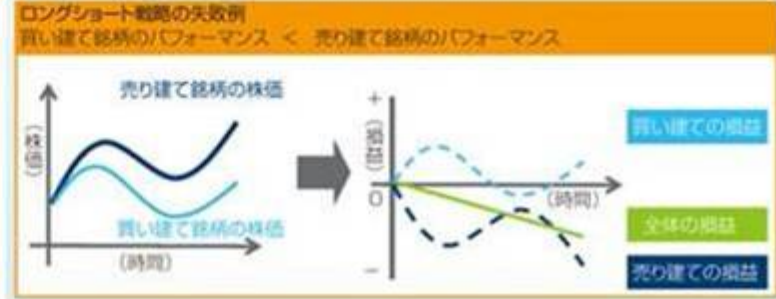 ロングショート戦略の失敗例
買い建て銘柄のパフォーマンス < 売り建て銘柄のパフォーマンス
売り建て銘柄の株価
(株価)
買い建て銘柄の株価
(時間)
+
(損益)
0
−
(時間)
買い建ての損益
全体の損益
売り建ての損益